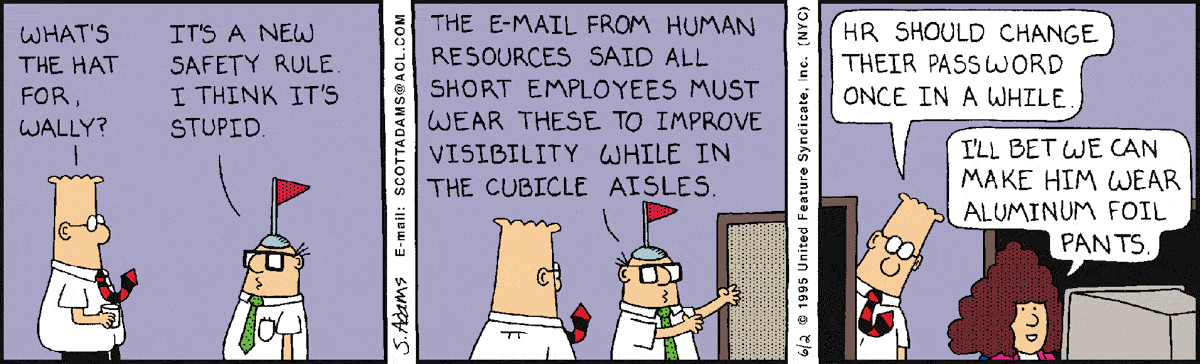 WHAT'S
THE HAT
FOR,
WALLY?
IT'S A NEW
SAFETY RULE.
I THINK IT'S
STUPID.
S. Adams E-mail: SCOTTADAMS@AOL.COM
THE E-MAIL FROM HUMAN
RESOURCES SAID ALL
SHORT EMPLOYEES MUST
WEAR THESE TO IMPROVE
VISIBILITY WHILE IN
THE CUBICLE AISLES.
6/2 © 1995 United Feature Syndicate, Inc. (NYC)
HR SHOULD CHANGE
THEIR PASSWORD
ONCE IN A WHILE.
I'LL BET WE CAN
MAKE HIM WEAR
ALUMINUM FOIL
PANTS.